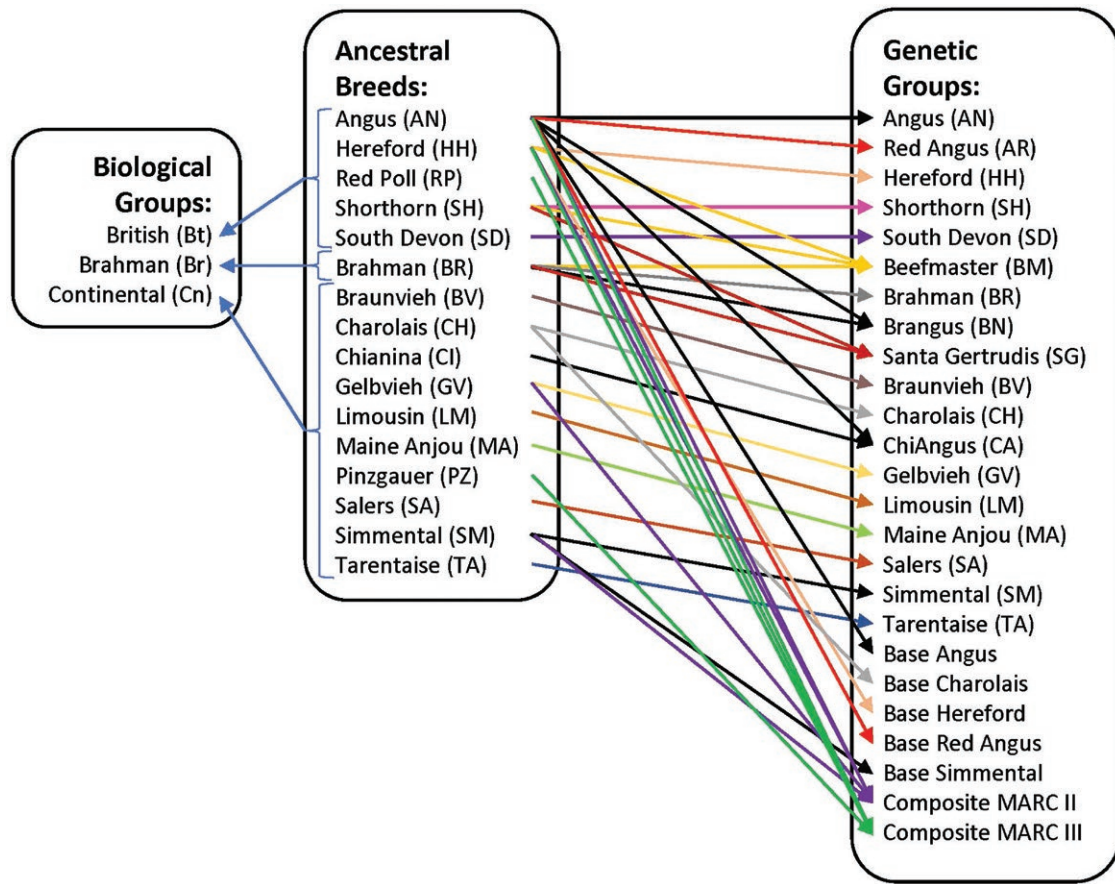 Biological
Groups:
British (Bt)
Brahman (Br)
Continental (Cn)
Ancestral
Breeds:
Angus (AN)
Hereford (HH)
Red Poll (RP)
Shorthorn (SH)
South Devon (SD)
Brahman (BR)
Braunvieh (BV)
Charolais (CH)
Chianina (CI)
Gelbvieh (GV)
Limousin (LM)
Maine Anjou (MA)
Pinzgauer (PZ)
Salers (SA)
Simmental (SM)
Tarentaise (TA)
Genetic
Groups:
Angus (AN)
Red Angus (AR)
Hereford (HH)
Shorthorn (SH)
South Devon (SD)
Beefmaster (BM)
Brahman (BR)
Brangus (BN)
Santa Gertrudis (SG)
Braunvieh (BV)
Charolais (CH)
ChiAngus (CA)
Gelbvieh (GV)
Limousin (LM)
Maine Anjou (MA)
Salers (SA)
Simmental (SM)
Tarentaise (TA)
Base Angus
Base Charolais
Base Hereford
Base Red Angus
Base Simmental
Composite MARC II
Composite MARC III